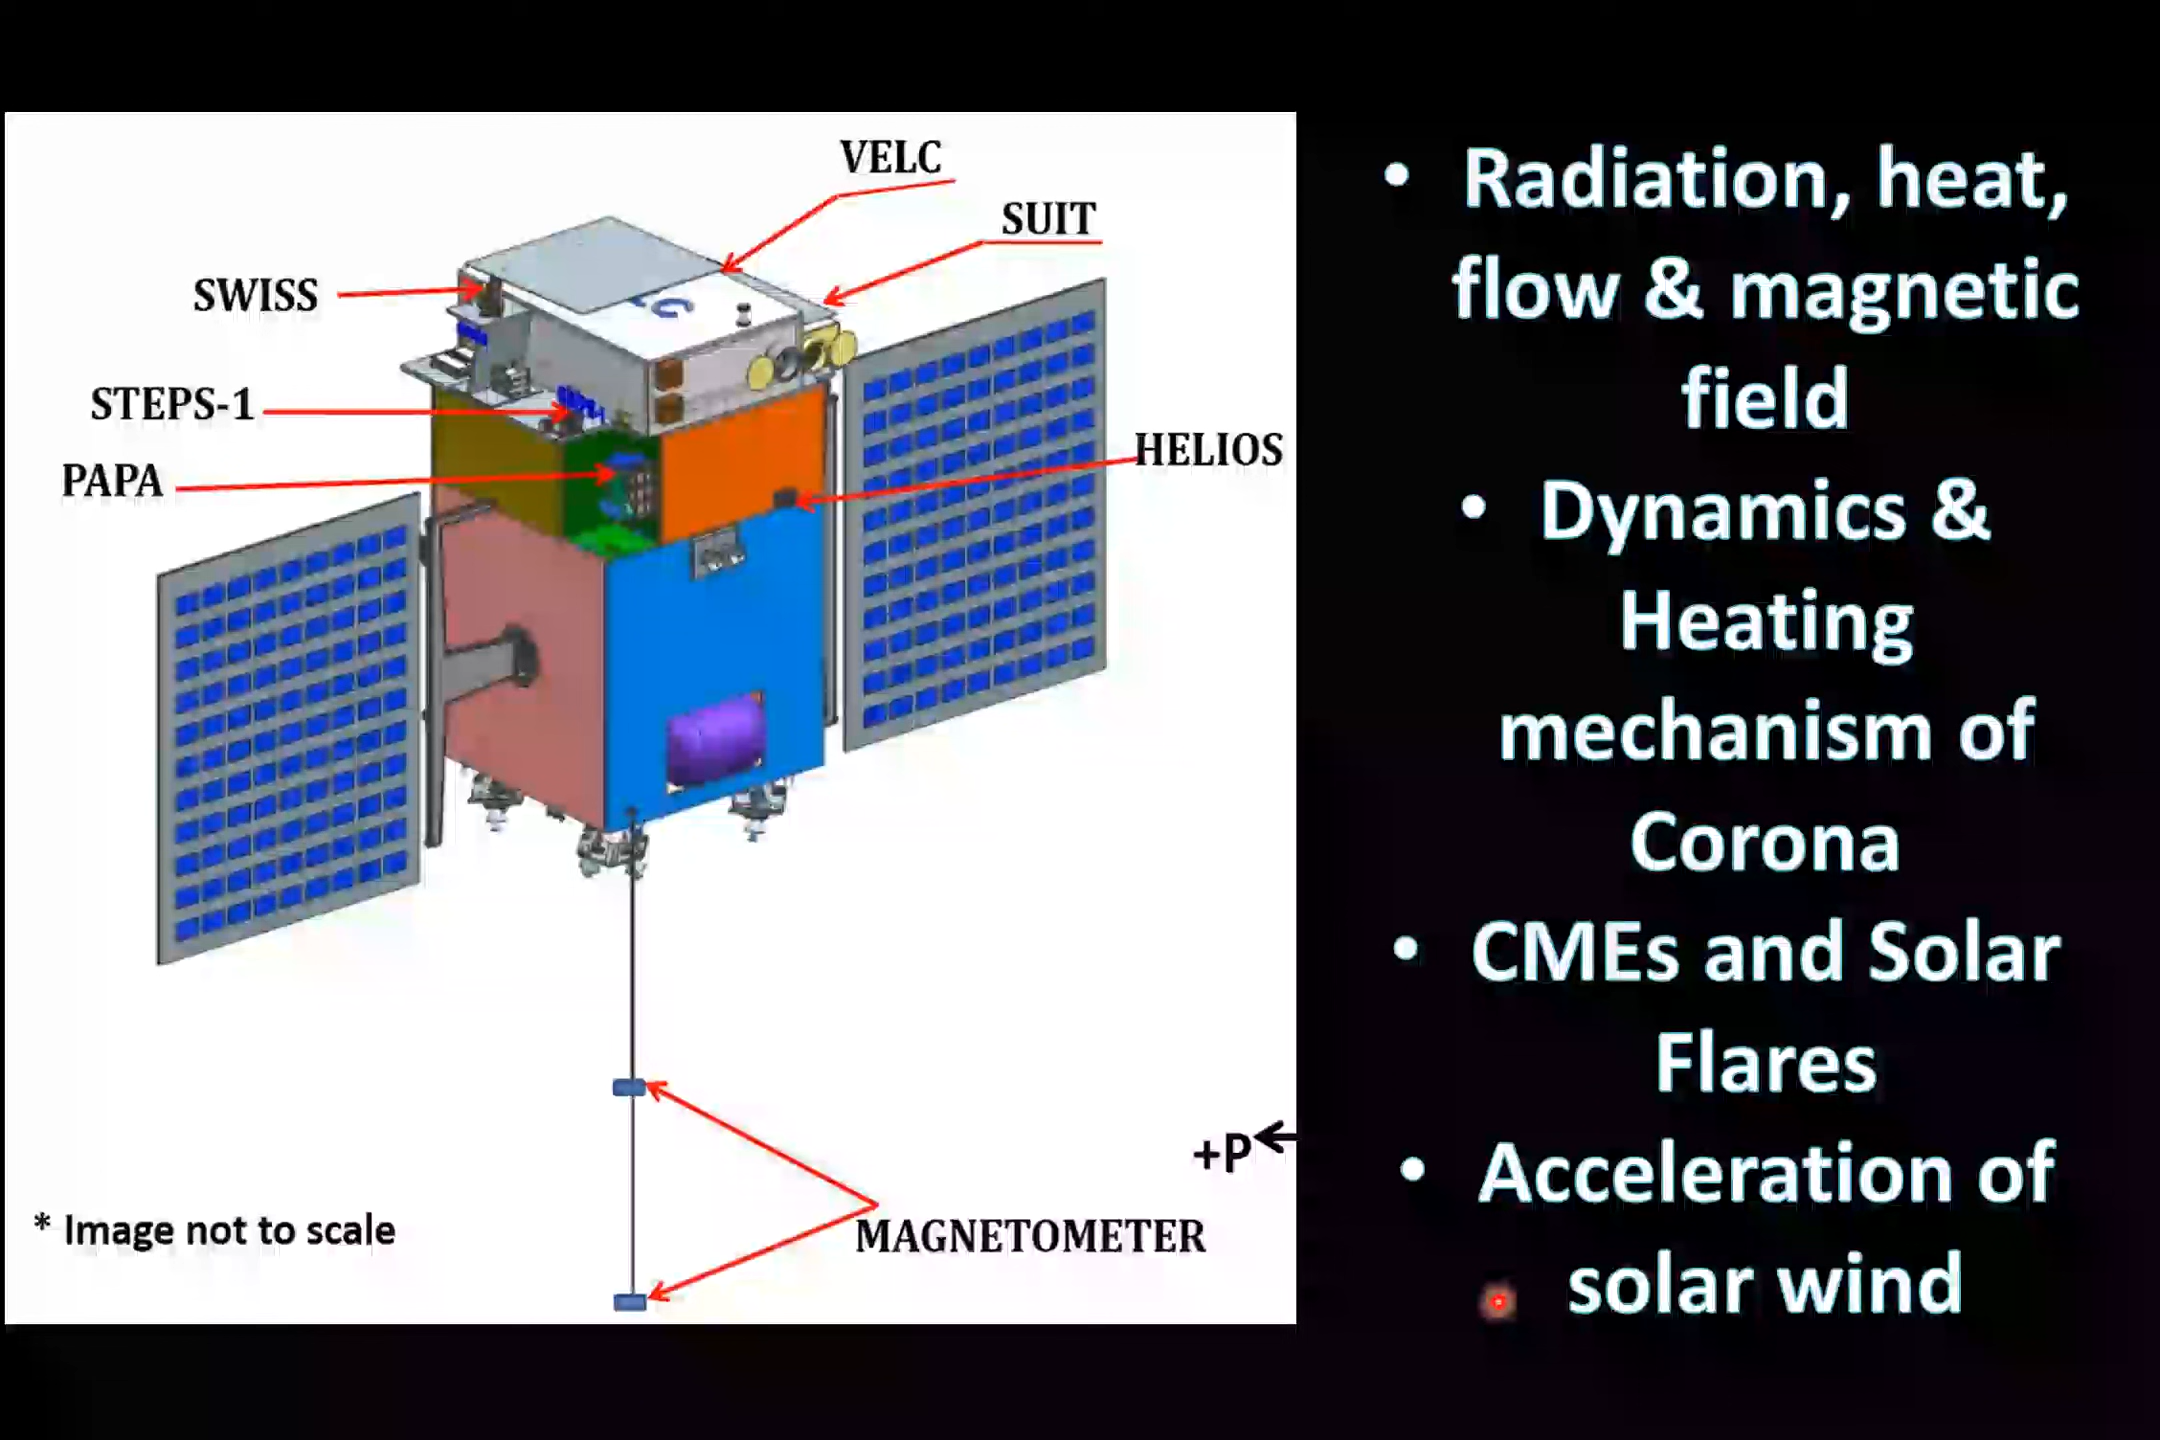 VELC
SUIT
SWISS
STEPS-1
PAPA
HELIOS
+P
MAGNETOMETER
* Image not to scale
• Radiation, heat,
flow & magnetic
field
• Dynamics &
Heating
mechanism of
Corona
• CMEs and Solar
Flares
• Acceleration of
solar wind